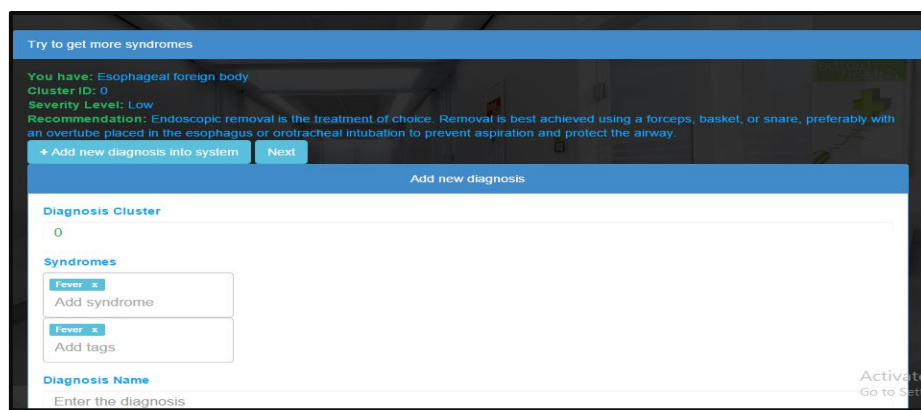 Try to get more syndromes
You have: Esophageal foreign body
Cluster ID: 0
Severity Level: Low
Recommendation: Endoscopic removal is the treatment of choice. Removal is best achieved using a forceps, basket, or snare, preferably with
an overtube placed in the esophagus or orotracheal intubation to prevent aspiration and protect the airway.
+ Add new diagnosis into system Next
Add new diagnosis
Diagnosis Cluster
0
Syndromes
Fever x
Add syndrome
Fever x
Add tags
Diagnosis Name
Enter the diagnosis
Activate
Go to Set